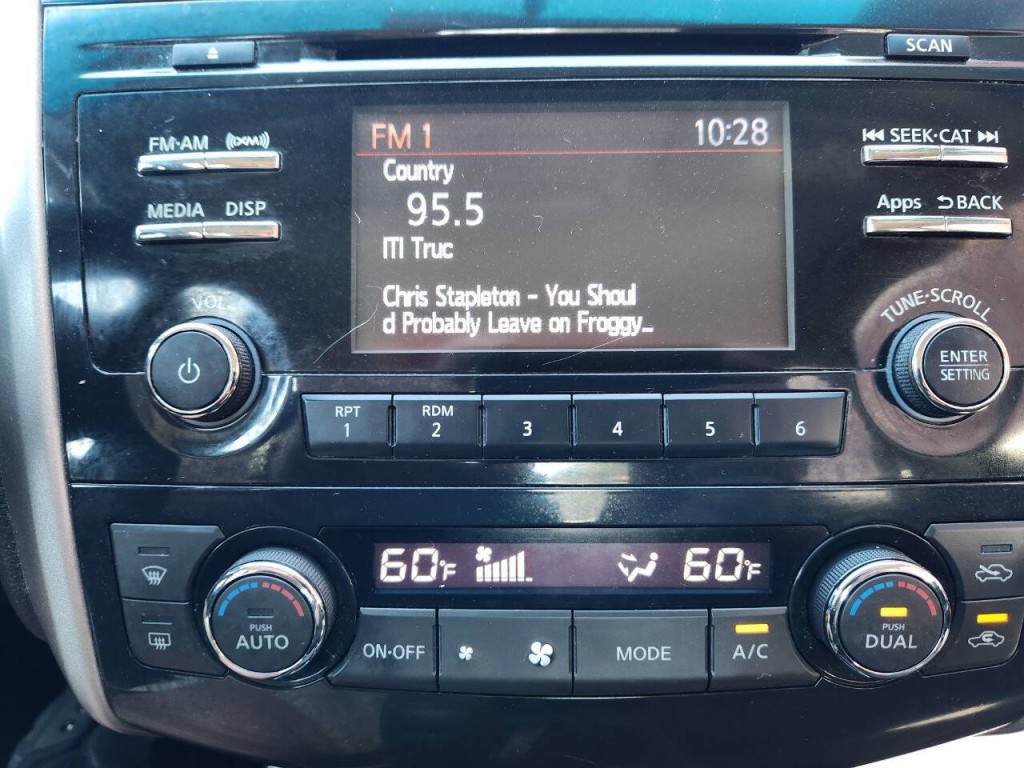 SCAN
FM·AM ((XM))
FM 1 10:28
SEEK·CAT
Country
95.5
MEDIA DISP
Apps BACK
ITI Truc
VOL
Chris Stapleton - You Shoul
d Probably Leave on Froggy_
TUNE·SCROLL
ENTER
SETTING
RPT
1
RDM
2
3
4
5
6
60°F
60°F
PUSH
AUTO
ON·OFF
MODE
A/C
PUSH
DUAL